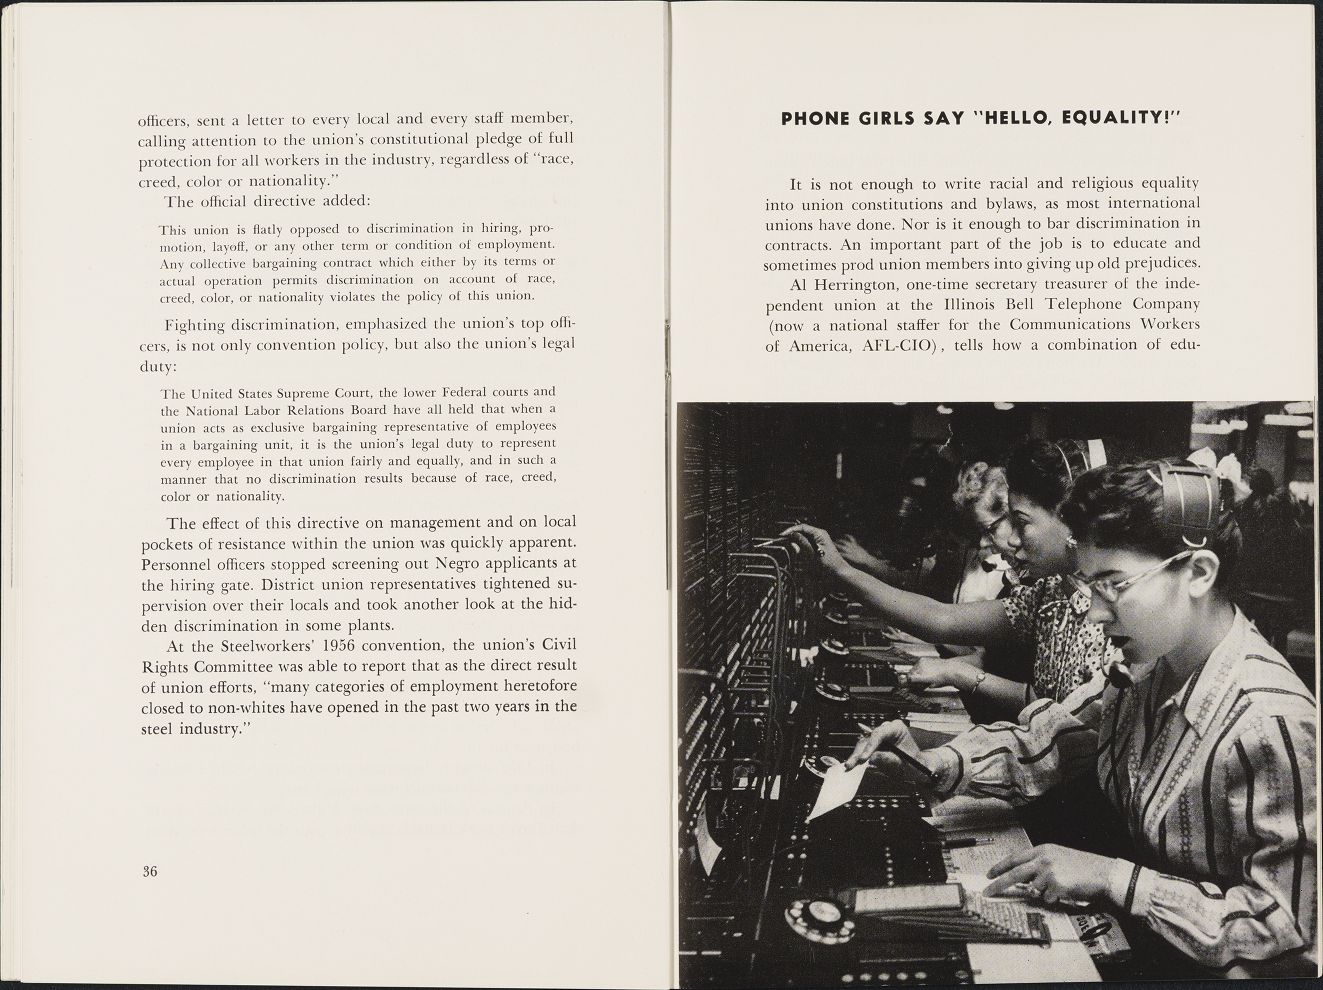 officers, sent a letter to every local and every staff member,
calling attention to the union's constitutional pledge of full
protection for all workers in the industry, regardless of "race,
creed, color or nationality."
The official directive added:
This union is flatly opposed to discrimination in hiring, pro-
motion, layoff, or any other term or condition of employment.
Any collective bargaining contract which either by its terms or
actual operation permits discrimination on account of race,
creed, color, or nationality violates the policy of this union.
Fighting discrimination, emphasized the union's top offi-
cers, is not only convention policy, but also the union's legal
duty:
The United States Supreme Court, the lower Federal courts and
the National Labor Relations Board have all held that when a
union acts as exclusive bargaining representative of employees
in a bargaining unit, it is the union's legal duty to represent
every employee in that union fairly and equally, and in such a
manner that no discrimination results because of race, creed,
color or nationality.
The effect of this directive on management and on local
pockets of resistance within the union was quickly apparent.
Personnel officers stopped screening out Negro applicants at
the hiring gate. District union representatives tightened su-
pervision over their locals and took another look at the hid-
den discrimination in some plants.
At the Steelworkers' 1956 convention, the union's Civil
Rights Committee was able to report that as the direct result
of union efforts, "many categories of employment heretofore
closed to non-whites have opened in the past two years in the
steel industry."
36
PHONE GIRLS SAY "HELLO, EQUALITY!"
It is not enough to write racial and religious equality
into union constitutions and bylaws, as most international
unions have done. Nor is it enough to bar discrimination in
contracts. An important part of the job is to educate and
sometimes prod union members into giving up old prejudices.
Al Herrington, one-time secretary treasurer of the inde-
pendent union at the Illinois Bell Telephone Company
(now a national staffer for the Communications Workers
of America, AFL-CIO), tells how a combination of edu-